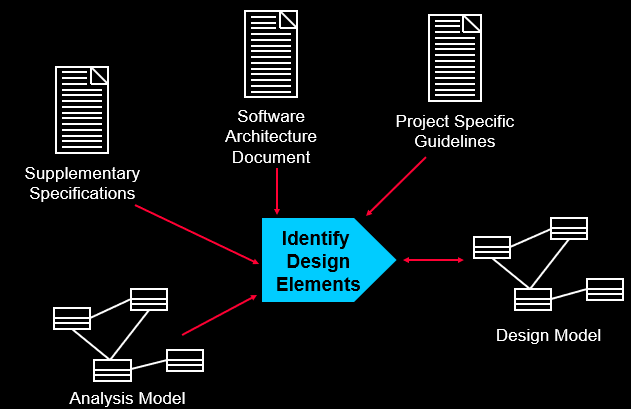 Software
Architecture
Document
Project Specific
Guidelines
Supplementary
Specifications
Identify
Design
Elements
Design Model
Analysis Model